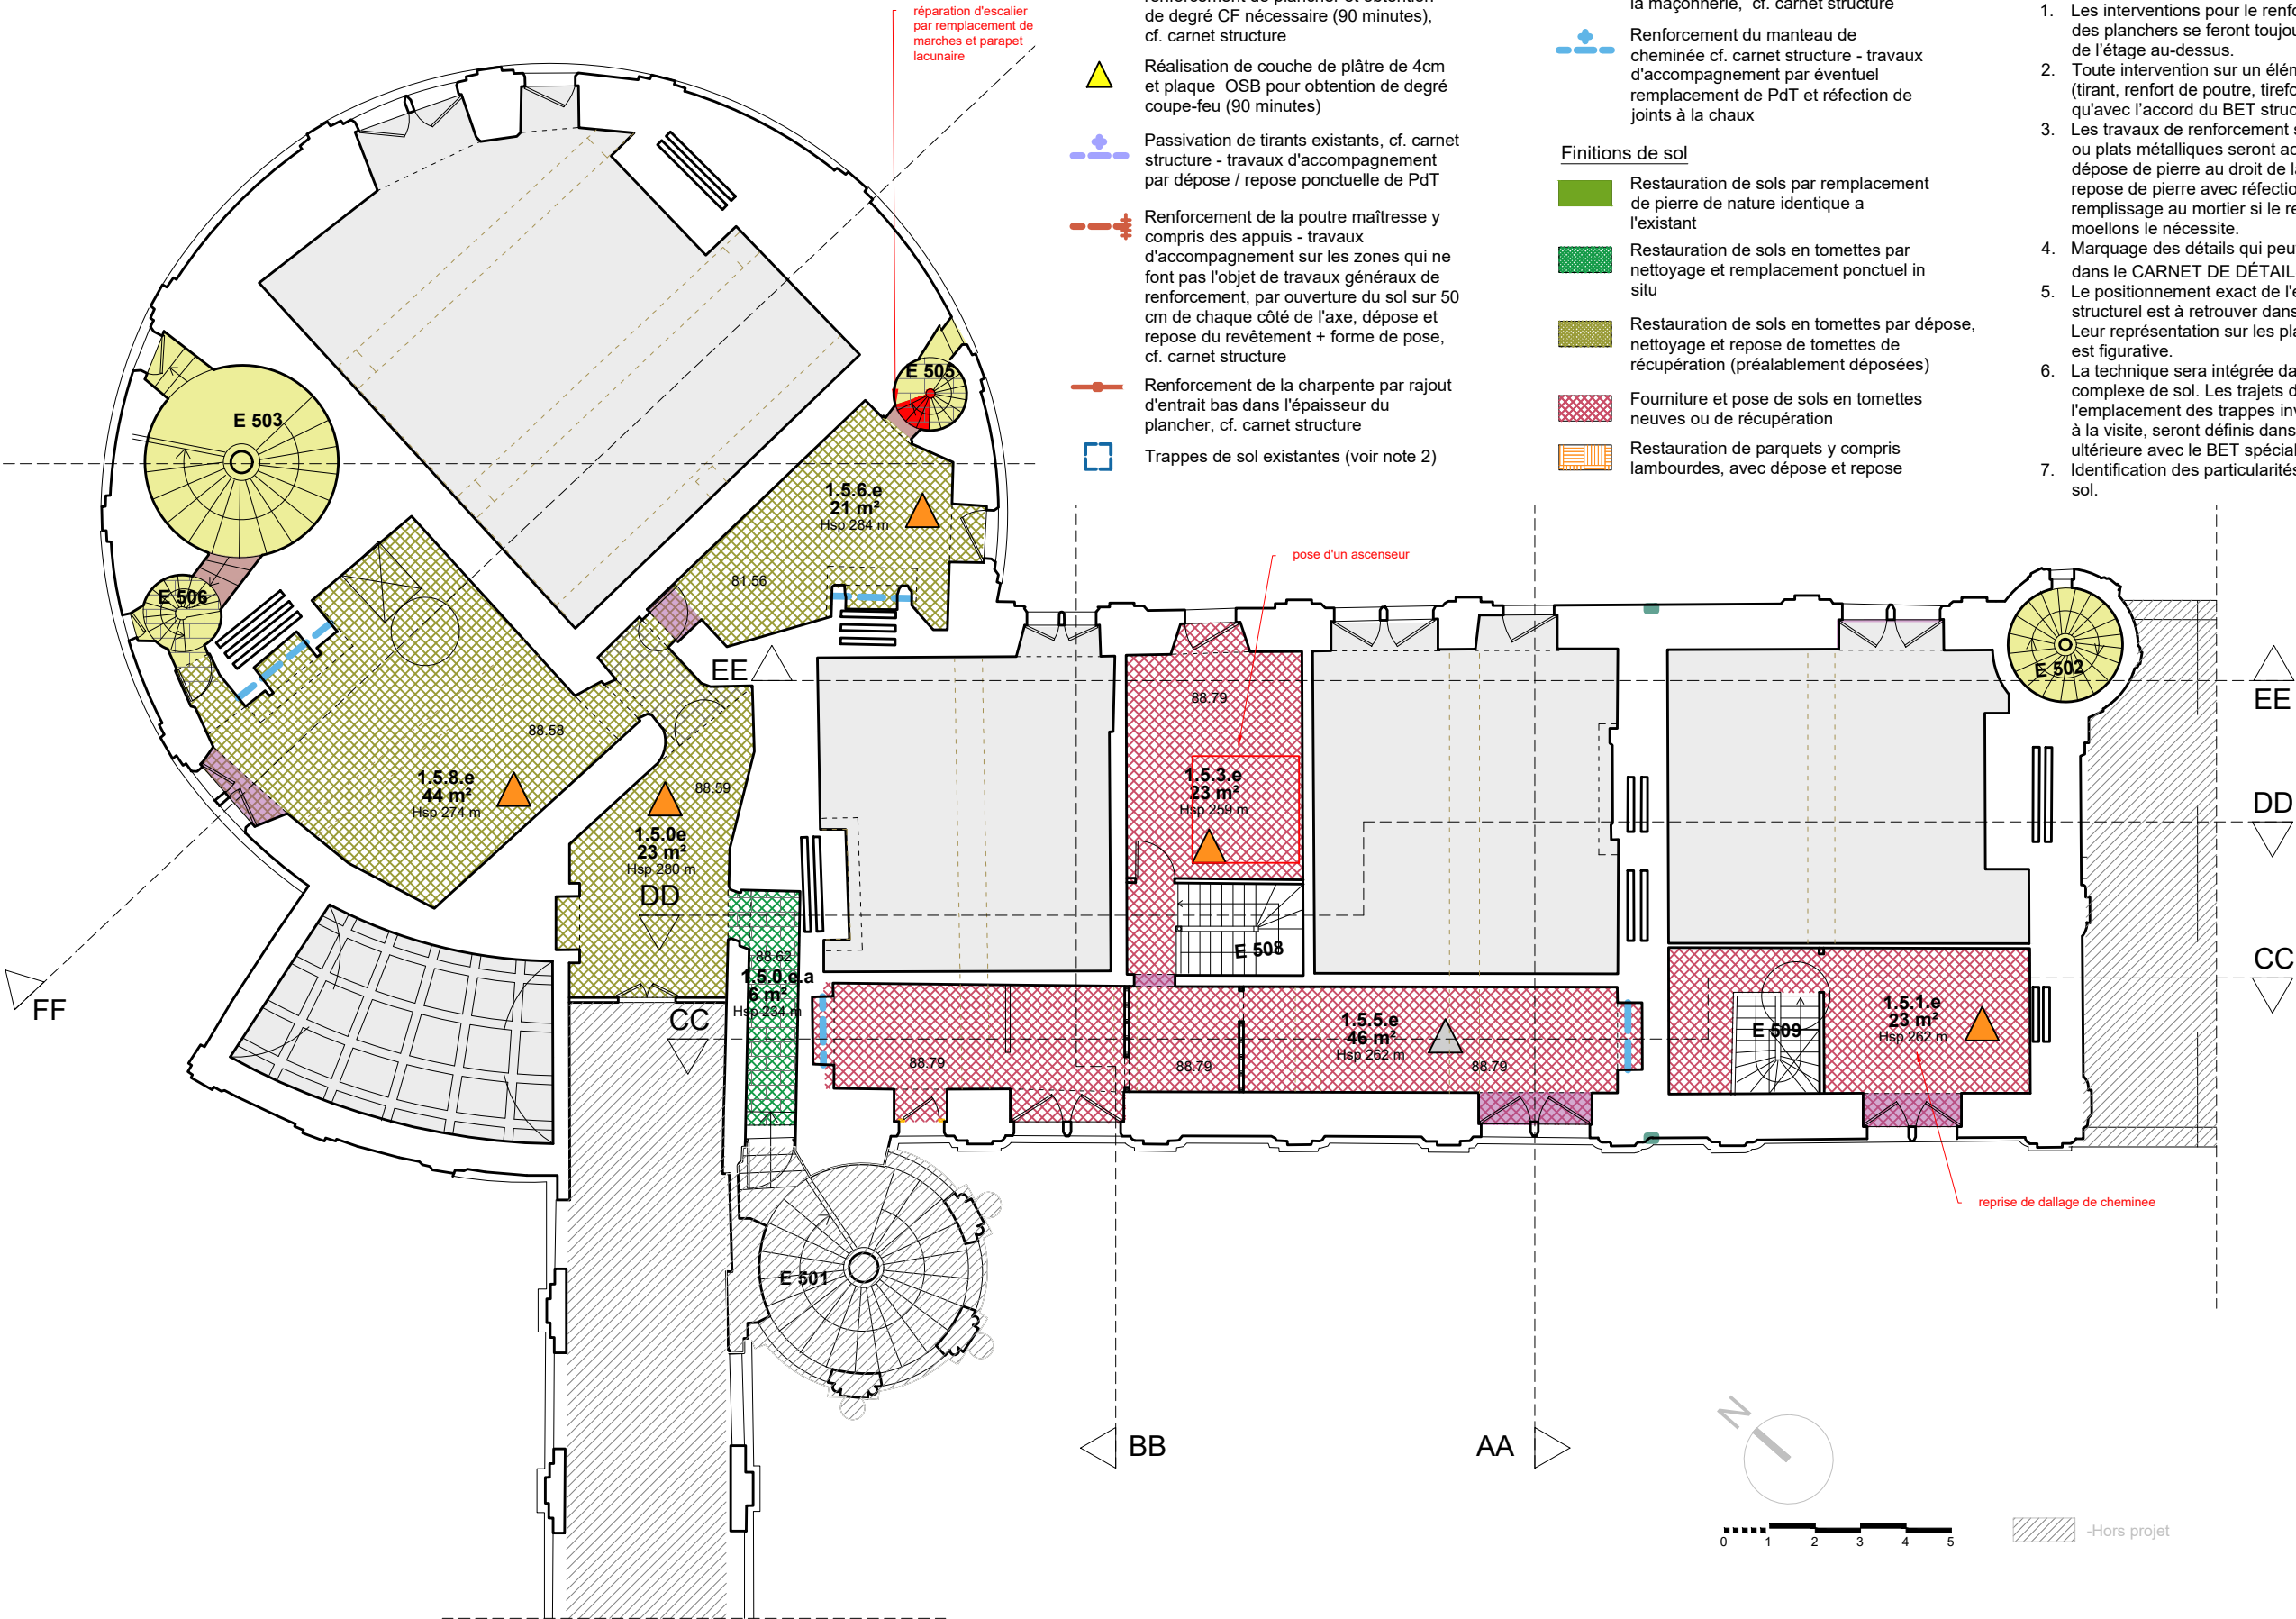 réparation d'escalier
par remplacement de
marches et parapet
lacunaire
de degré CF nécessaire (90 minutes),
cf. carnet structure
Réalisation de couche de plâtre de 4cm
et plaque OSB pour obtention de degré
coupe-feu (90 minutes)
Passivation de tirants existants, cf. carnet
structure - travaux d'accompagnement
par dépose / repose ponctuelle de PdT
Renforcement de la poutre maîtresse y
compris des appuis - travaux
d'accompagnement sur les zones qui ne
font pas l'objet de travaux généraux de
renforcement, par ouverture du sol sur 50
cm de chaque côté de l'axe, dépose et
repose du revêtement + forme de pose,
cf. carnet structure
Renforcement de la charpente par rajout
d'entrait bas dans l'épaisseur du
plancher, cf. carnet structure
Trappes de sol existantes (voir note 2)
la maçonnerie, cf. carnet structure
Renforcement du manteau de
cheminée cf. carnet structure - travaux
d'accompagnement par éventuel
remplacement de PdT et réfection de
joints à la chaux
Finitions de sol
Restauration de sols par remplacement
de pierre de nature identique a
l'existant
Restauration de sols en tomettes par
nettoyage et remplacement ponctuel in
situ
Restauration de sols en tomettes par dépose,
nettoyage et repose de tomettes de
récupération (préalablement déposées)
Fourniture et pose de sols en tomettes
neuves ou de récupération
Restauration de parquets y compris
lambourdes, avec dépose et repose
1. Les interventions pour le renfo
des planchers se feront toujou
de l'étage au-dessus.
2. Toute intervention sur un élém
(tirant, renfort de poutre, tirefo
qu'avec l'accord du BET struc
3. Les travaux de renforcement s
ou plats métalliques seront ac
dépose de pierre au droit de la
repose de pierre avec réfectio
remplissage au mortier si le re
moellons le nécessite.
4. Marquage des détails qui peu
dans le CARNET DE DÉTAIL
5. Le positionnement exact de l'é
structurel est à retrouver dans
Leur représentation sur les pla
est figurative.
6. La technique sera intégrée da
complexe de sol. Les trajets d
l'emplacement des trappes inv
à la visite, seront définis dans
ultérieure avec le BET spécial
7. Identification des particularités
sol.
E 503
E 505
E 506
1.5.6.e
21 m²
Hsp 284 m
81.56
88.58
1.5.8.e
44 m²
Hsp 274 m
88.59
1.5.0e
23 m²
Hsp 280 m
DD
88.62
1.5.0.e.a
6 m²
Hsp 234 m
CC
FF
EE
pose d'un ascenseur
88.79
1.5.3.e
23 m²
Hsp 259 m
E 508
88.79
88.79
1.5.5.e
46 m²
Hsp 262 m
88.79
E 502
E 509
1.5.1.e
23 m²
Hsp 262 m
EE
DD
CC
reprise de dallage de cheminee
E 501
BB
AA
N
0 1 2 3 4 5
-Hors projet